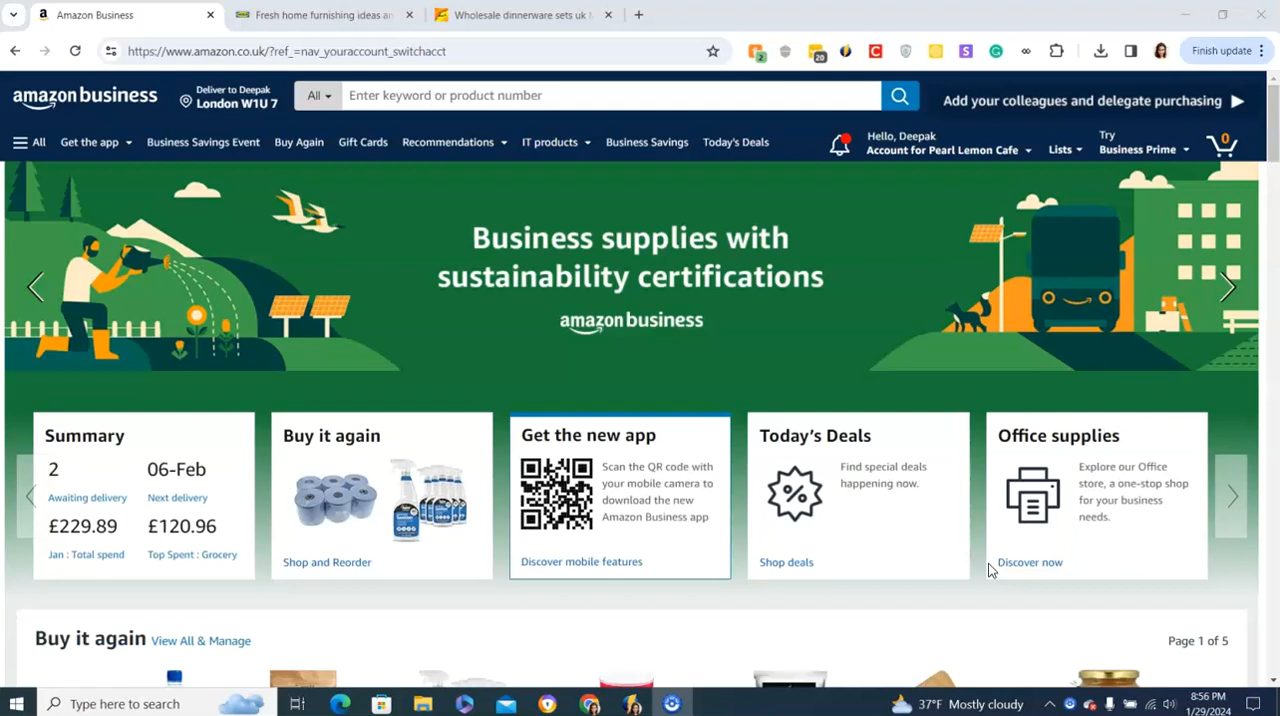 Amazon Business
Fresh home furnishing ideas an
Wholesale dinnerware sets uk
https://www.amazon.co.uk/?ref_=nav_youraccount_switchacct
2
20
Finish update
amazon business
Deliver to Deepak
London W1U 7
All
Enter keyword or product number
Add your colleagues and delegate purchasing
All
Get the app
Business Savings Event
Buy Again
Gift Cards
Recommendations
IT products
Business Savings
Today's Deals
Hello, Deepak
Account for Pearl Lemon Cafe
Lists
Try
Business Prime
0
Business supplies with
sustainability certifications
amazon business
Summary
2
06-Feb
Awaiting delivery
Next delivery
£229.89
£120.96
Jan : Total spend
Top Spent : Grocery
Buy it again
Shop and Reorder
Get the new app
Scan the QR code with
your mobile camera to
download the new
Amazon Business app
Discover mobile features
Today's Deals
Find special deals
happening now.
Shop deals
Office supplies
Explore our Office
store, a one-stop shop
for your business
needs.
Discover now
Buy it again
View All & Manage
Page 1 of 5
Type here to search
37°F Mostly cloudy
8:56 PM
1/29/2024